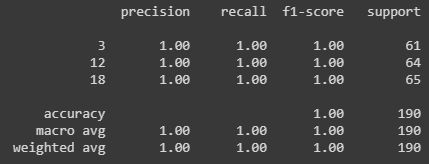 precision recall f1-score support
3 1.00 1.00 1.00 61
12 1.00 1.00 1.00 64
18 1.00 1.00 1.00 65
accuracy 1.00 190
macro avg 1.00 1.00 1.00 190
weighted avg 1.00 1.00 1.00 190